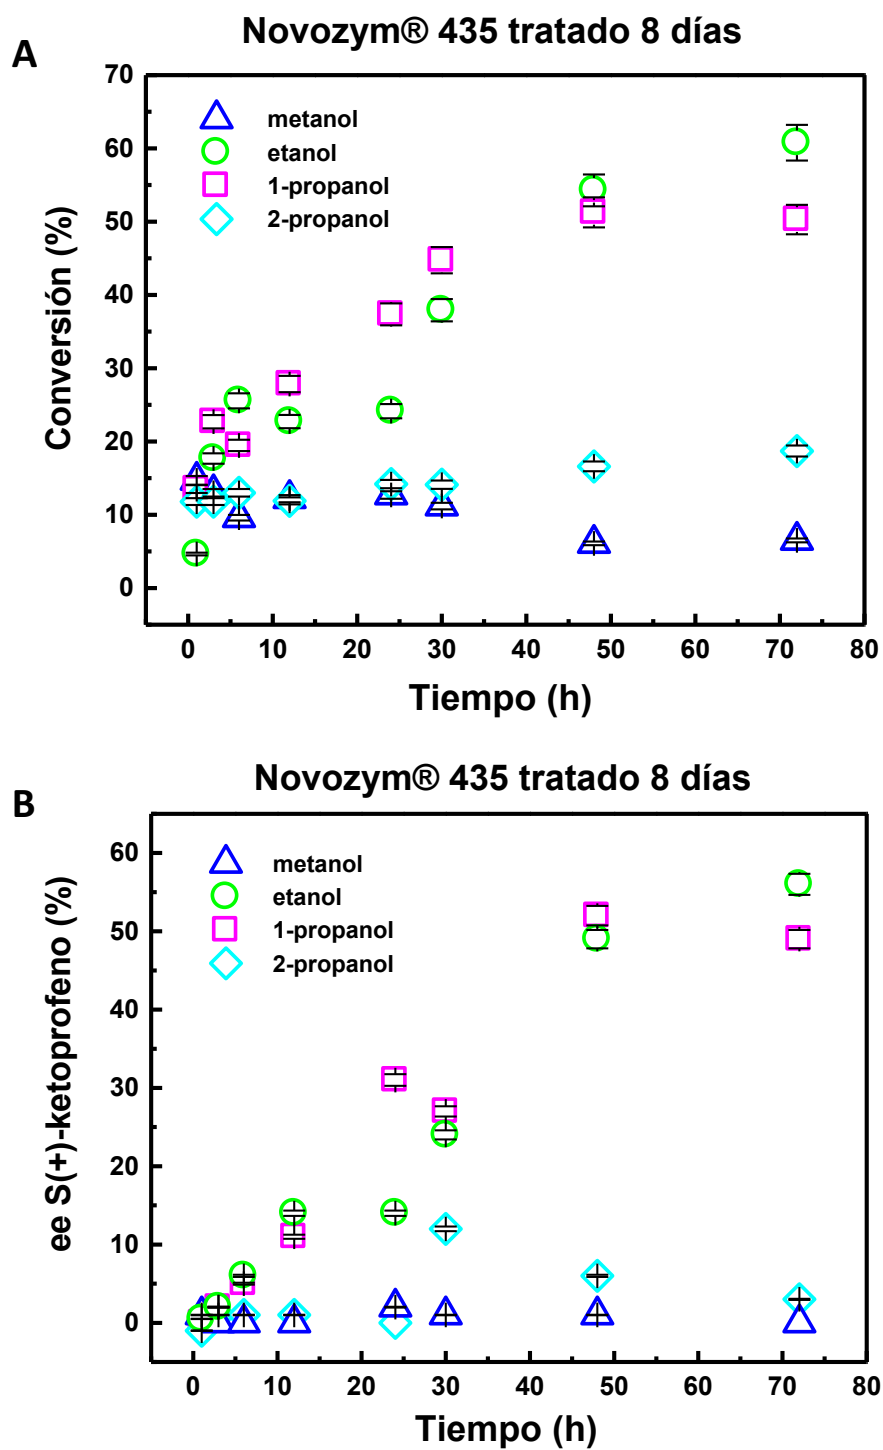 A
Novozym® 435 tratado 8 días
70
60
50
40
30
20
10
0
Conversión (%)
metanol
etanol
1-propanol
2-propanol
0 10 20 30 40 50 60 70 80
Tiempo (h)
B
Novozym® 435 tratado 8 días
60
50
40
30
20
10
0
ee S(+)-ketoprofeno (%)
metanol
etanol
1-propanol
2-propanol
0 10 20 30 40 50 60 70 80
Tiempo (h)